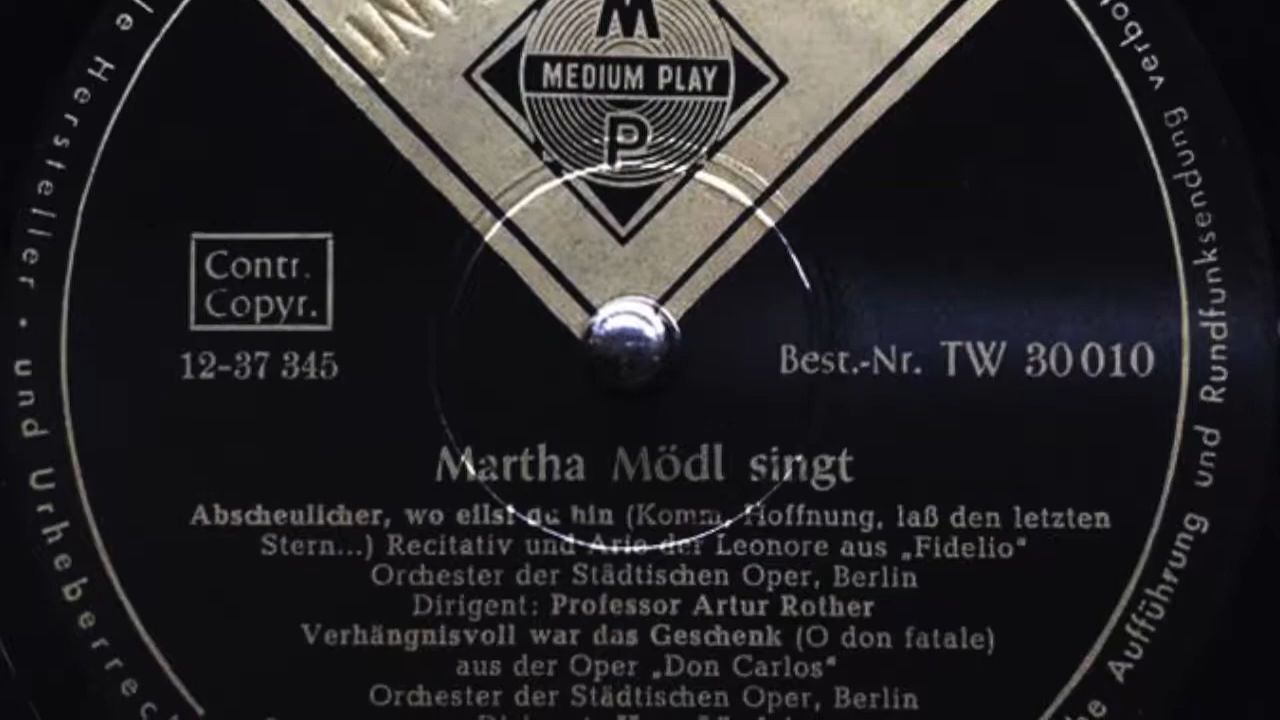 M
MEDIUM PLAY
P
Contr.
Copyr.
12-37 345
Best.-Nr. TW 30010
Martha Mödl singt
Abscheulicher, wo eilst du hin (Komm, Hoffnung, laß den letzten
Stern...) Recitativ und Arie der Leonore aus „Fidelio“
Orchester der Städtischen Oper, Berlin
Dirigent: Professor Artur Rother
Verhängnisvoll war das Geschenk (O don fatale)
aus der Oper „Don Carlos“
Orchester der Städtischen Oper, Berlin
Hersteller · und
Aufführung und Rundfunksendung